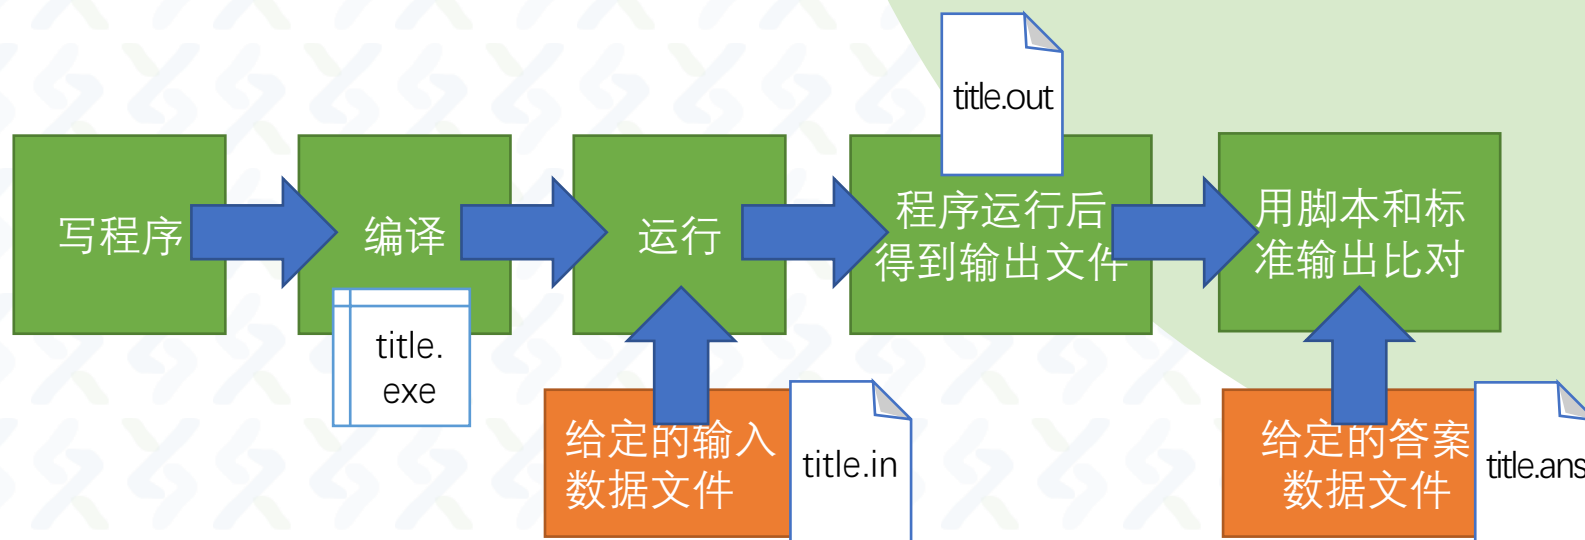 title.out
写程序
编译
运行
程序运行后
得到输出文件
用脚本和标
准输出比对
title.
exe
给定的输入
数据文件
title.in
给定的答案
数据文件
title.ans